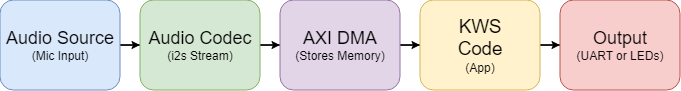 Audio Source
(Mic Input)
Audio Codec
(i2s Stream)
AXI DMA
(Stores Memory)
KWS
Code
(App)
Output
(UART or LEDs)